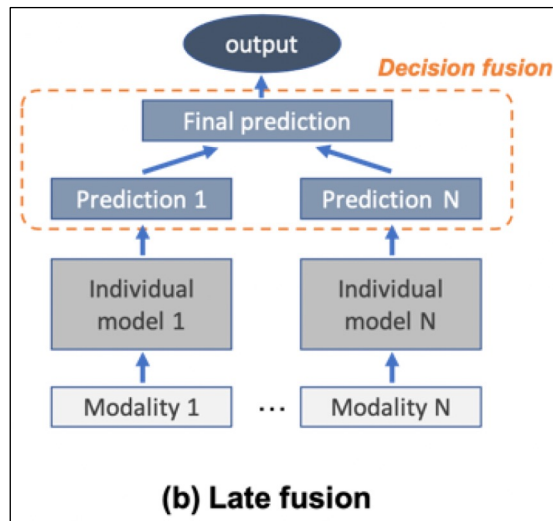 output
Decision fusion
Final prediction
Prediction 1
Prediction N
Individual
model 1
Individual
model N
Modality 1
...
Modality N
(b) Late fusion